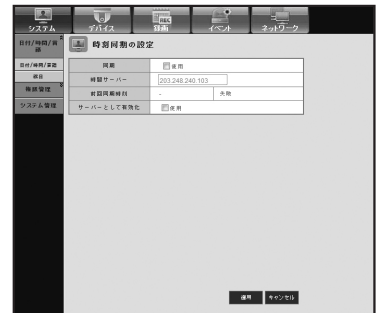 システム デバイス 録画 イベント ネットワーク
REC
日付/時間/言語
時刻同期の設定
日付/時間/言語
祝日
権限管理
システム管理
同期 使用
時間サーバー 203.248.240.103
前回同期時刻 - 失敗
サーバーとして有効化 使用
適用 キャンセル